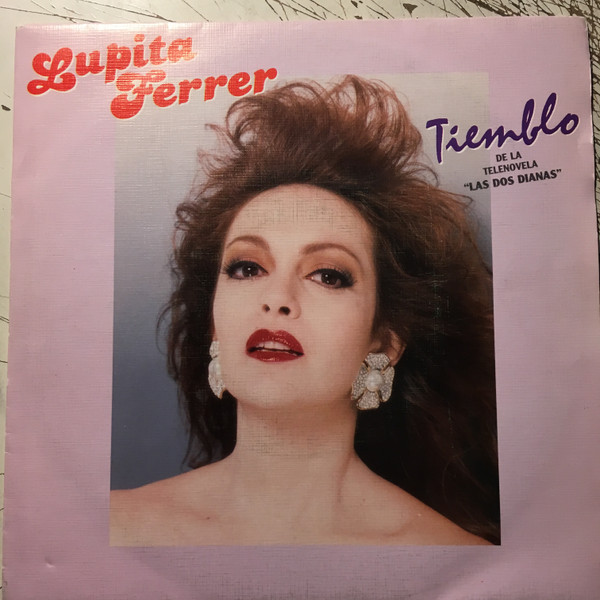 Lupita
Ferrer
Tiemblo
DE LA
TELENOVELA
"LAS DOS DIANAS"